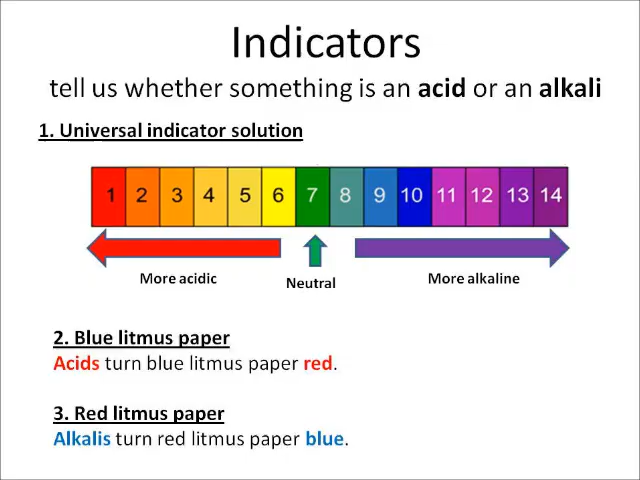 Indicators
tell us whether something is an acid or an alkali
1. Universal indicator solution
1 2 3 4 5 6 7 8 9 10 11 12 13 14
More acidic Neutral More alkaline
2. Blue litmus paper
Acids turn blue litmus paper red.
3. Red litmus paper
Alkalis turn red litmus paper blue.